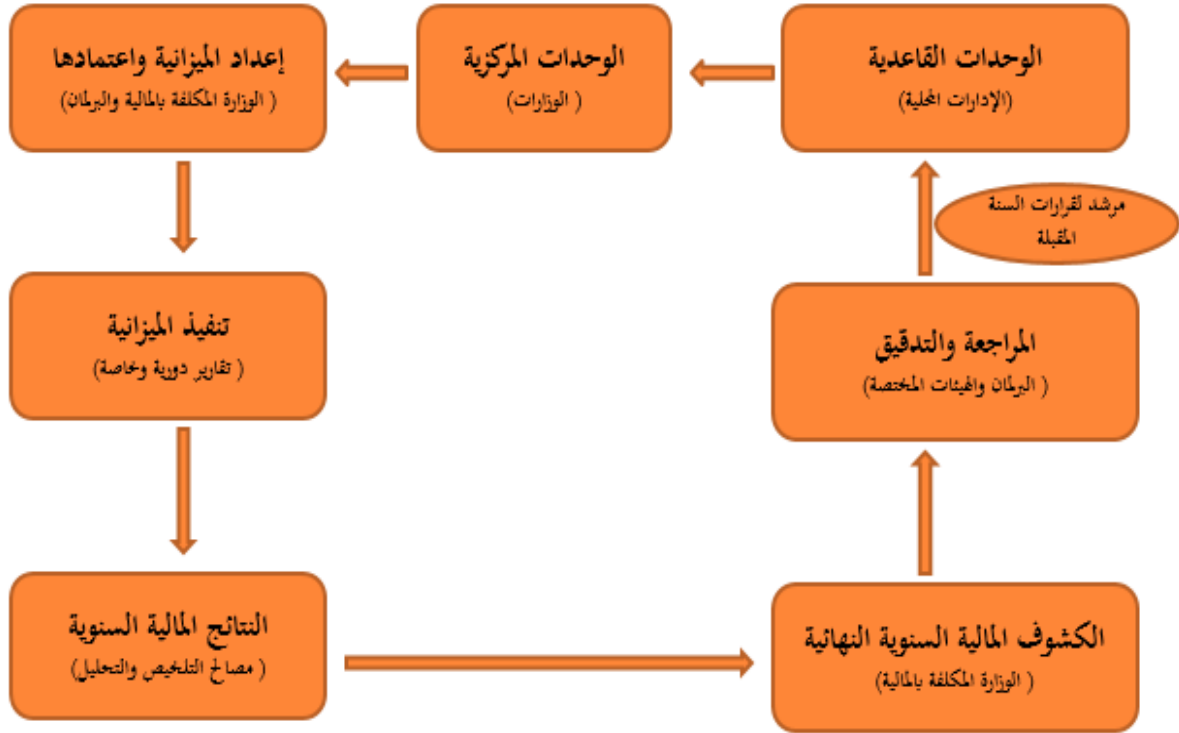 الوحدات القاعدية
(الإدارات المحلية)
الوحدات المركزية
( الوزارات)
إعداد الميزانية واعتمادها
( الوزارة المكلفة بالمالية والبرلمان)
تنفيذ الميزانية
( تقارير دورية وخاصة)
النتائج المالية السنوية
( مصالح التلخيص والتحليل)
الكشوف المالية السنوية النهائية
( الوزارة المكلفة بالمالية)
المراجعة والتدقيق
( البرلمان والهيئات المختصة)
مرشد لقرارات السنة
المقبلة